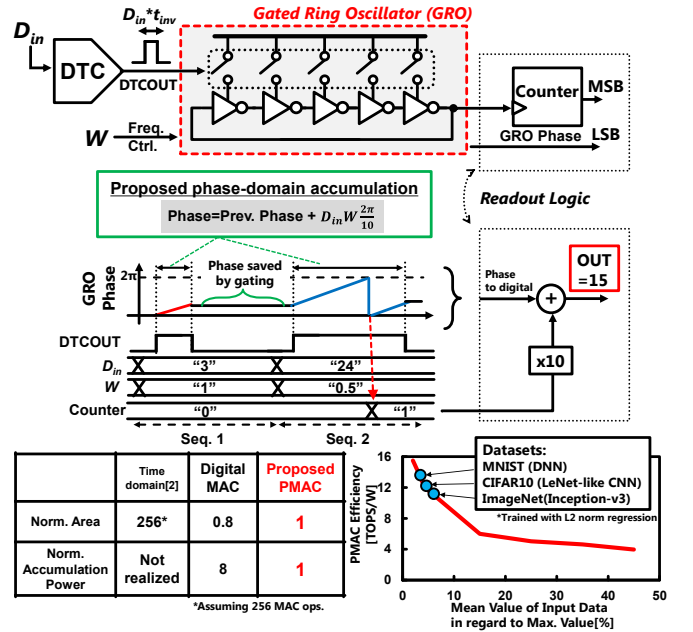 D_in * t_inv
Gated Ring Oscillator (GRO)
D_in
DTC
DTCOUT
W
Freq.
Ctrl.
Counter
MSB
GRO Phase
LSB
Readout Logic
Proposed phase-domain accumulation
Phase=Prev. Phase + D_in W 2π/10
GRO
Phase
2π
Phase saved
by gating
DTCOUT
D_in
“3”
“24”
W
“1”
“0.5”
Counter
“0”
“1”
Seq. 1
Seq. 2
Phase
to digital
+
OUT
=15
x10
Time
domain[2]
Digital
MAC
Proposed
PMAC
Norm. Area
256*
0.8
1
Norm.
Accumulation
Power
Not
realized
8
1
*Assuming 256 MAC ops.
PMAC Efficiency
[TOPS/W]
16
12
8
4
0
0
10
20
30
40
50
Datasets:
MNIST (DNN)
CIFAR10 (LeNet-like CNN)
ImageNet(Inception-v3)
*Trained with L2 norm regression
Mean Value of Input Data
in regard to Max. Value[%]